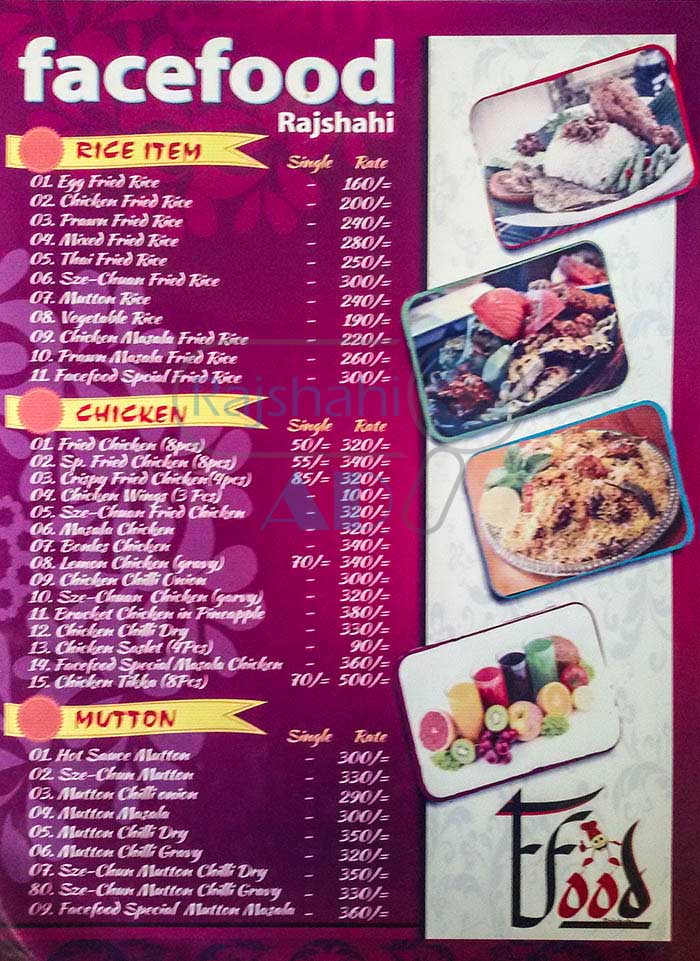 facefood
Rajshahi
RICE ITEM
Single Rate
01. Egg Fried Rice - 160/=
02. Chicken Fried Rice - 200/=
03. Prawn Fried Rice - 240/=
04. Mixed Fried Rice - 280/=
05. Thai Fried Rice - 250/=
06. Sze-Chuan Fried Rice - 300/=
07. Mutton Rice - 240/=
08. Vegetable Rice - 190/=
09. Chicken Masala Fried Rice - 220/=
10. Prawn Masala Fried Rice - 260/=
11. Facefood Special Fried Rice - 300/=
Rajshahi
CHICKEN
Single Rate
01. Fried Chicken (8pcs) 50/= 320/=
02. Sp. Fried Chicken (8pcs) 55/= 340/=
03. Crispy Fried Chicken(4pcs) 85/= 320/=
04. Chicken Wings (3 Pcs) - 100/=
05. Sze-Chuan Fried Chicken - 320/=
06. Masala Chicken - 320/=
07. Bonles Chicken - 340/=
08. Lemon Chicken (gravy) 70/= 340/=
09. Chicken Chilli Onion - 300/=
10. Sze-Chuan Chicken (garvy) - 320/=
11. Brucket Chicken in Pineapple - 380/=
12. Chicken Chilli Dry - 330/=
13. Chicken Saslet (4Pcs) - 90/=
14. Facefood Special Masala Chicken - 360/=
15. Chicken Tikka (8Pcs) 70/= 500/=
MUTTON
Single Rate
01. Hot Sauce Mutton - 300/=
02. Sze-Chun Mutton - 330/=
03. Mutton Chilli onion - 290/=
04. Mutton Masala - 300/=
05. Mutton Chilli Dry - 350/=
06. Mutton Chilli Gravy - 320/=
07. Sze-Chun Mutton Chilli Dry - 350/=
80. Sze-Chun Mutton Chilli Gravy - 330/=
09. Facefood Special Mutton Masala - 360/=
Ffood